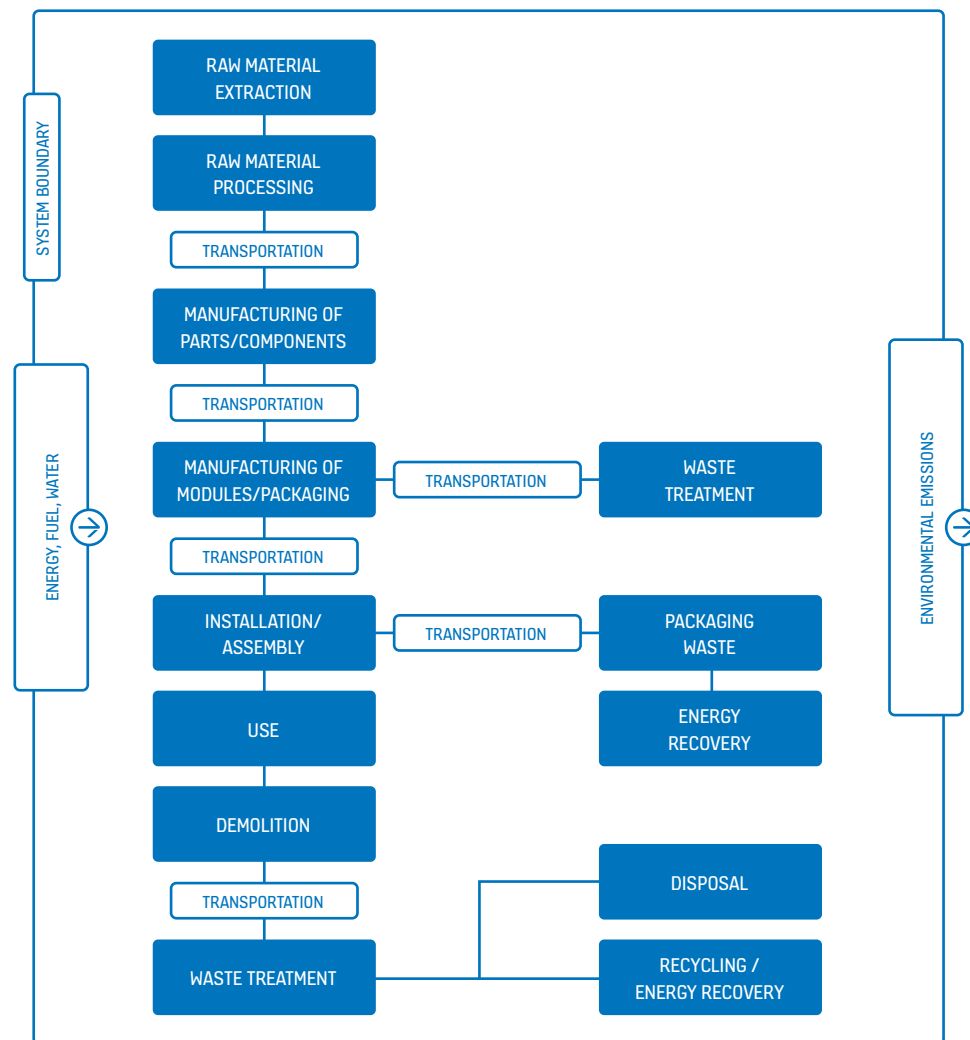 RAW MATERIAL
EXTRACTION
SYSTEM BOUNDARY
RAW MATERIAL
PROCESSING
TRANSPORTATION
MANUFACTURING OF
PARTS/COMPONENTS
TRANSPORTATION
ENERGY, FUEL, WATER
MANUFACTURING OF
MODULES/PACKAGING
TRANSPORTATION
WASTE
TREATMENT
ENVIRONMENTAL EMISSIONS
TRANSPORTATION
INSTALLATION/
ASSEMBLY
TRANSPORTATION
PACKAGING
WASTE
USE
ENERGY
RECOVERY
DEMOLITION
TRANSPORTATION
DISPOSAL
WASTE TREATMENT
RECYCLING /
ENERGY RECOVERY